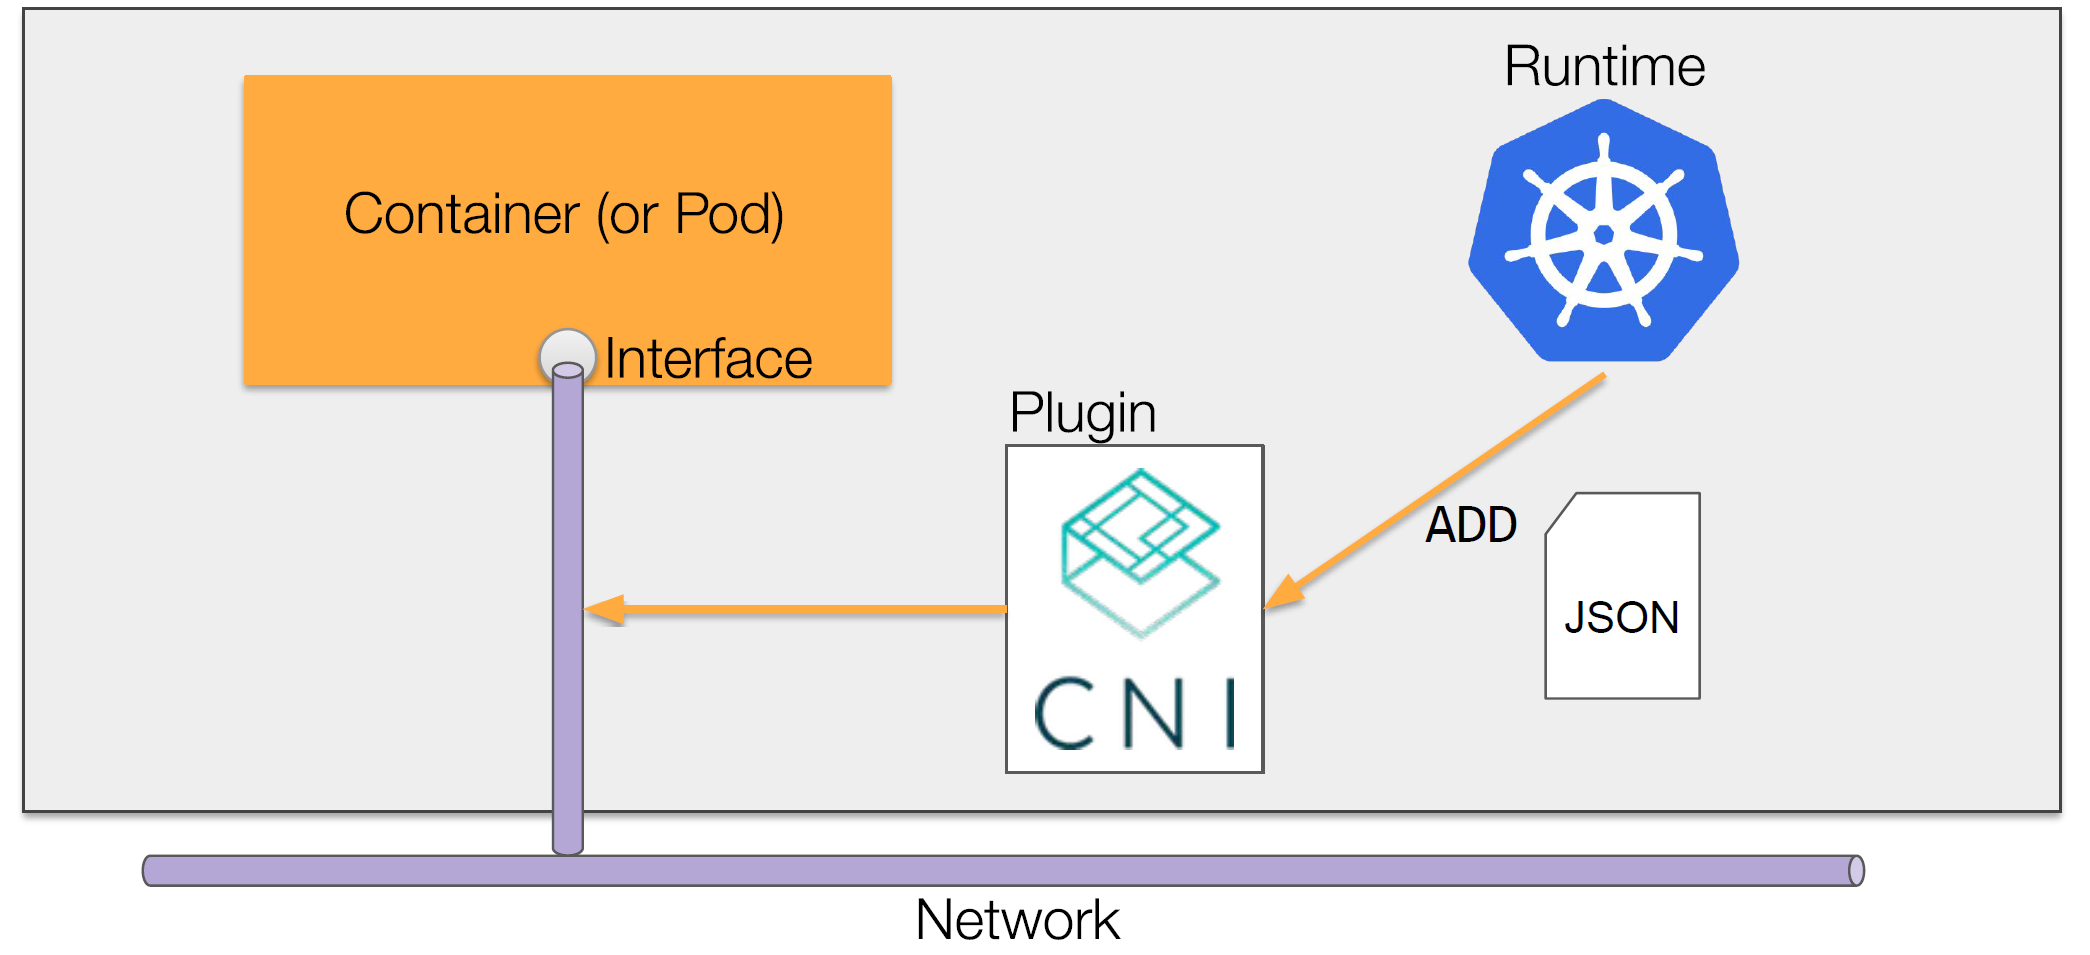 Runtime
Container (or Pod)
Interface
Plugin
ADD
JSON
CNI
Network